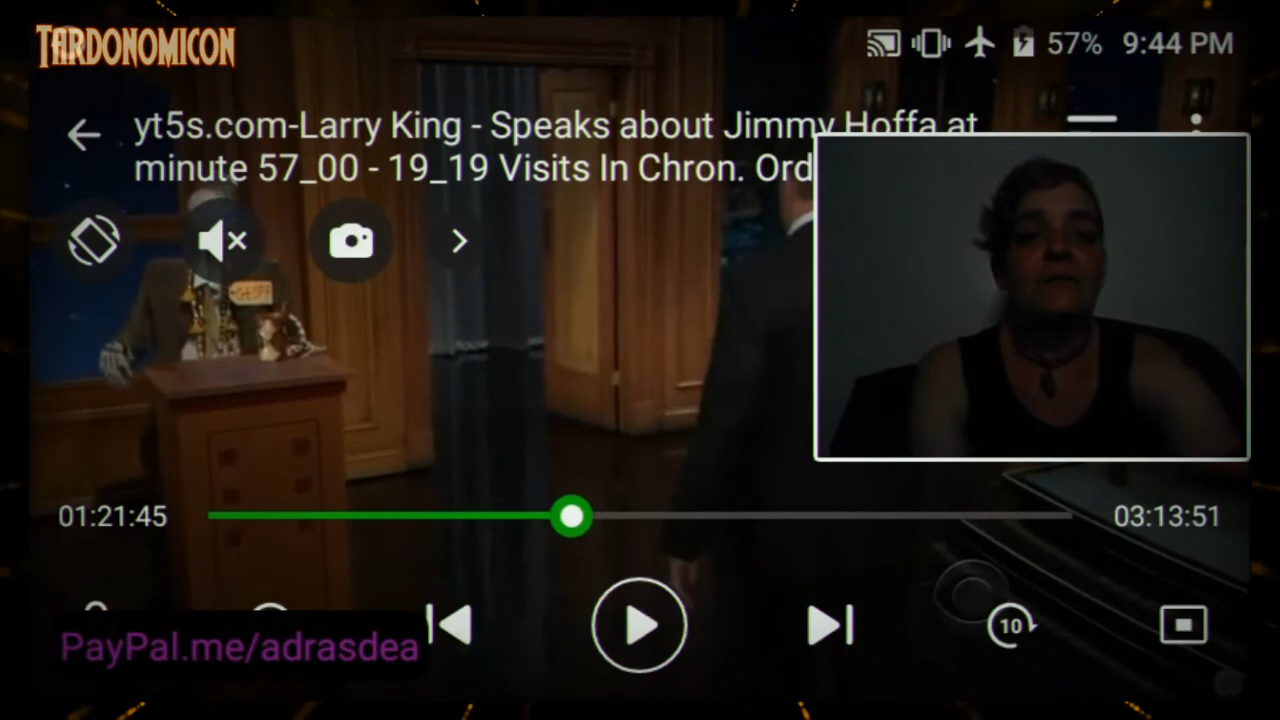 TARDONOMICON
57% 9:44 PM
yt5s.com-Larry King - Speaks about Jimmy Hoffa at
minute 57_00 - 19_19 Visits In Chron. Ord
GEOFF
01:21:45
03:13:51
10
PayPal.me/adrasdea